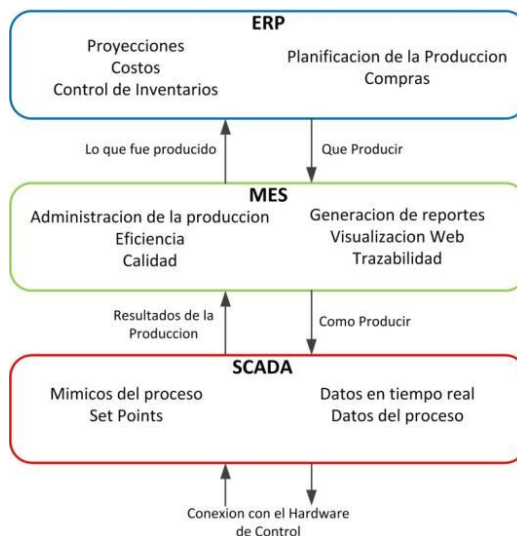 ERP
Proyecciones
Costos
Control de Inventarios
Planificacion de la Produccion
Compras
Lo que fue producido
Que Producir
MES
Administracion de la produccion
Eficiencia
Calidad
Generacion de reportes
Visualizacion Web
Trazabilidad
Resultados de la
Produccion
Como Producir
SCADA
Mimicos del proceso
Set Points
Datos en tiempo real
Datos del proceso
Conexion con el Hardware
de Control